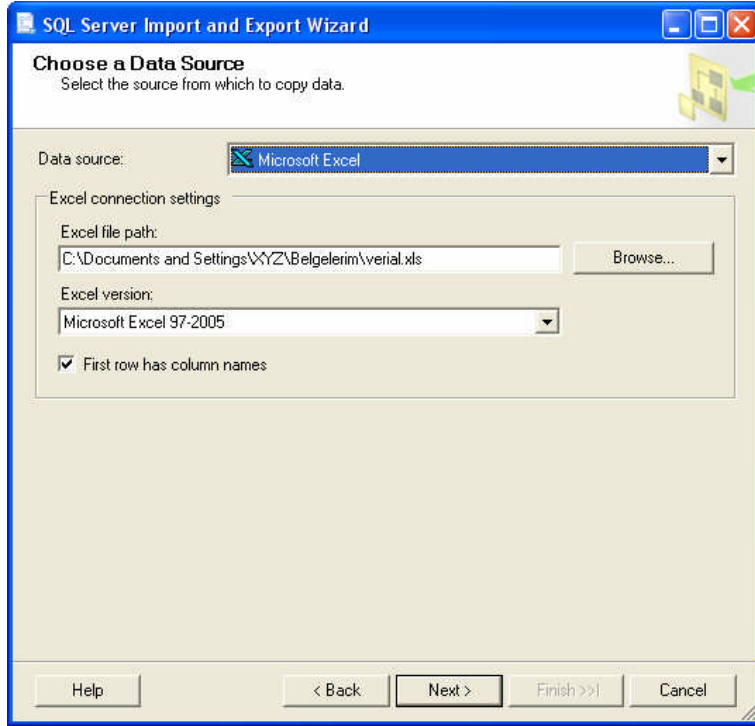 SQL Server Import and Export Wizard
Choose a Data Source
Select the source from which to copy data.
Data source:
Microsoft Excel
Excel connection settings
Excel file path:
C:\Documents and Settings\XYZ\Belgelerim\verial.xls
Browse...
Excel version:
Microsoft Excel 97-2005
First row has column names
Help
< Back
Next >
Finish >>|
Cancel